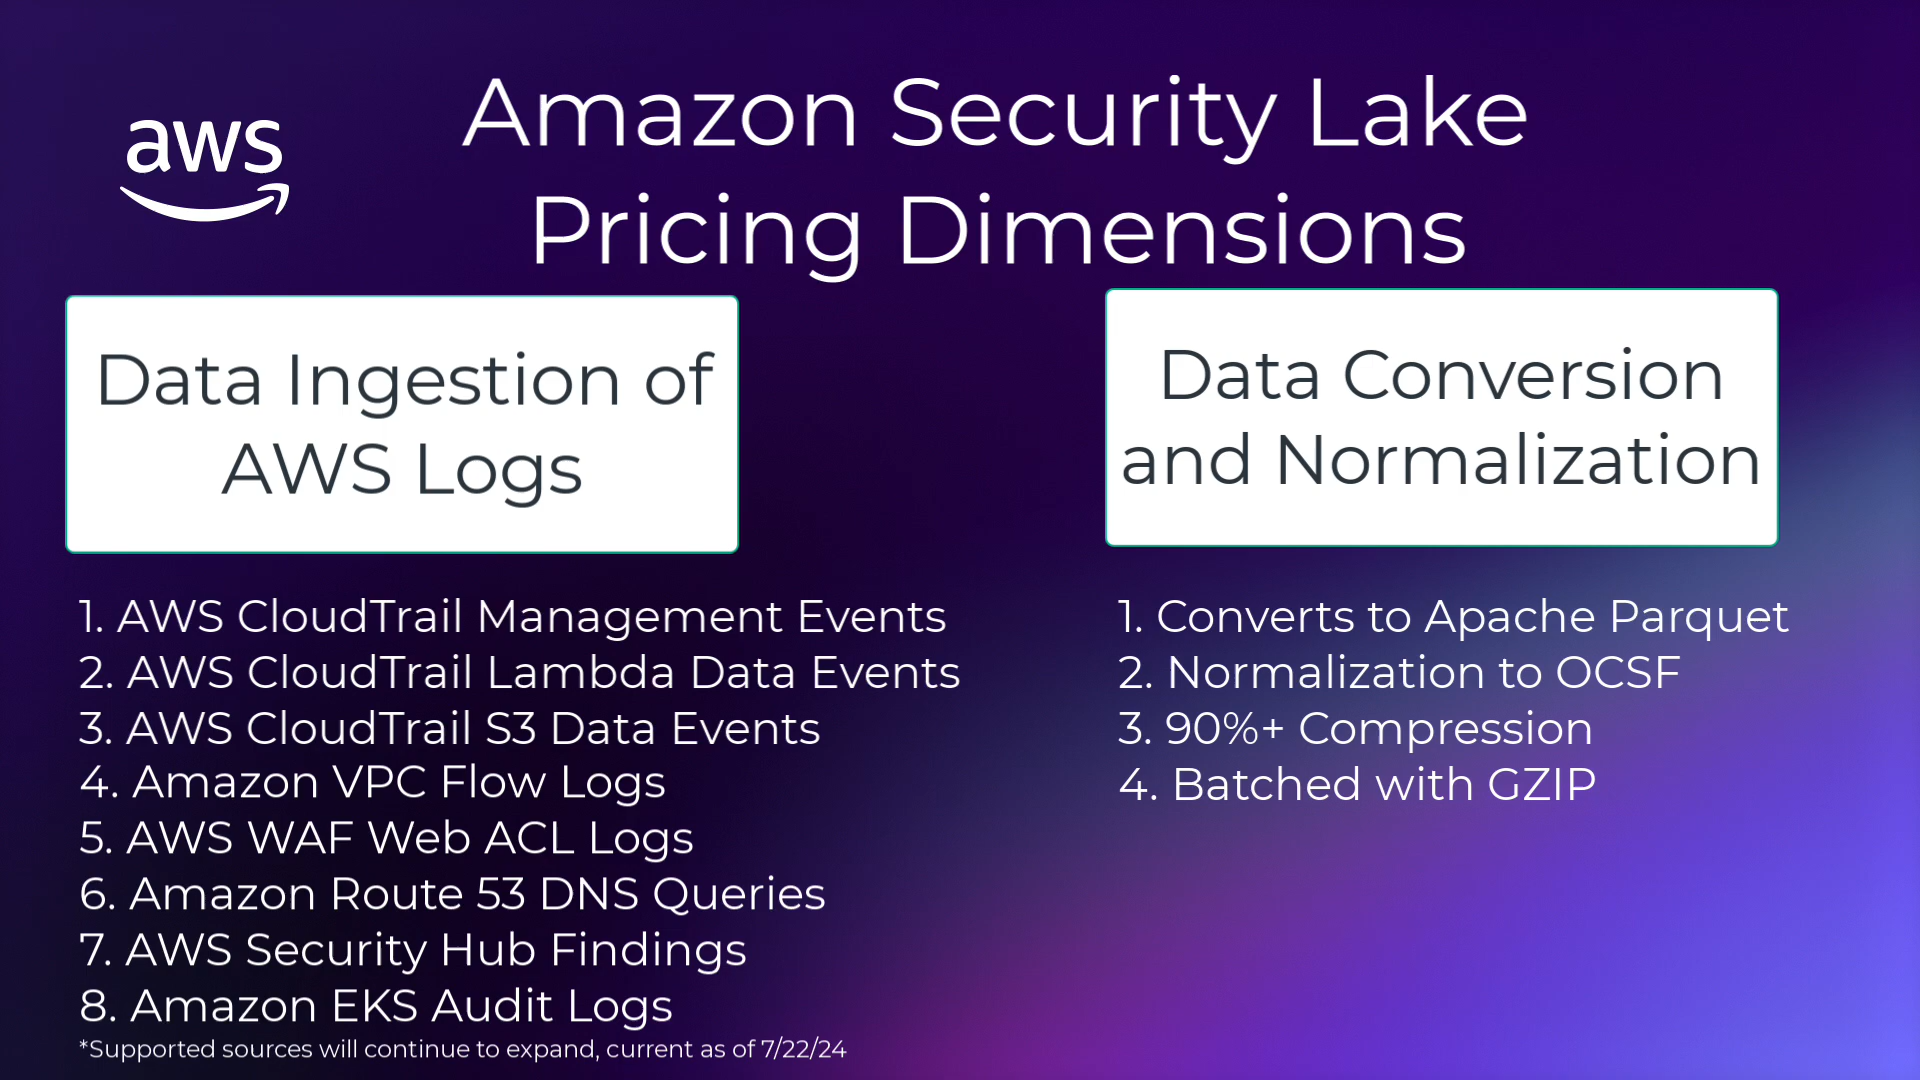 aws
Amazon Security Lake
Pricing Dimensions
Data Ingestion of
AWS Logs
1. AWS CloudTrail Management Events
2. AWS CloudTrail Lambda Data Events
3. AWS CloudTrail S3 Data Events
4. Amazon VPC Flow Logs
5. AWS WAF Web ACL Logs
6. Amazon Route 53 DNS Queries
7. AWS Security Hub Findings
8. Amazon EKS Audit Logs
*Supported sources will continue to expand, current as of 7/22/24
Data Conversion
and Normalization
1. Converts to Apache Parquet
2. Normalization to OCSF
3. 90%+ Compression
4. Batched with GZIP